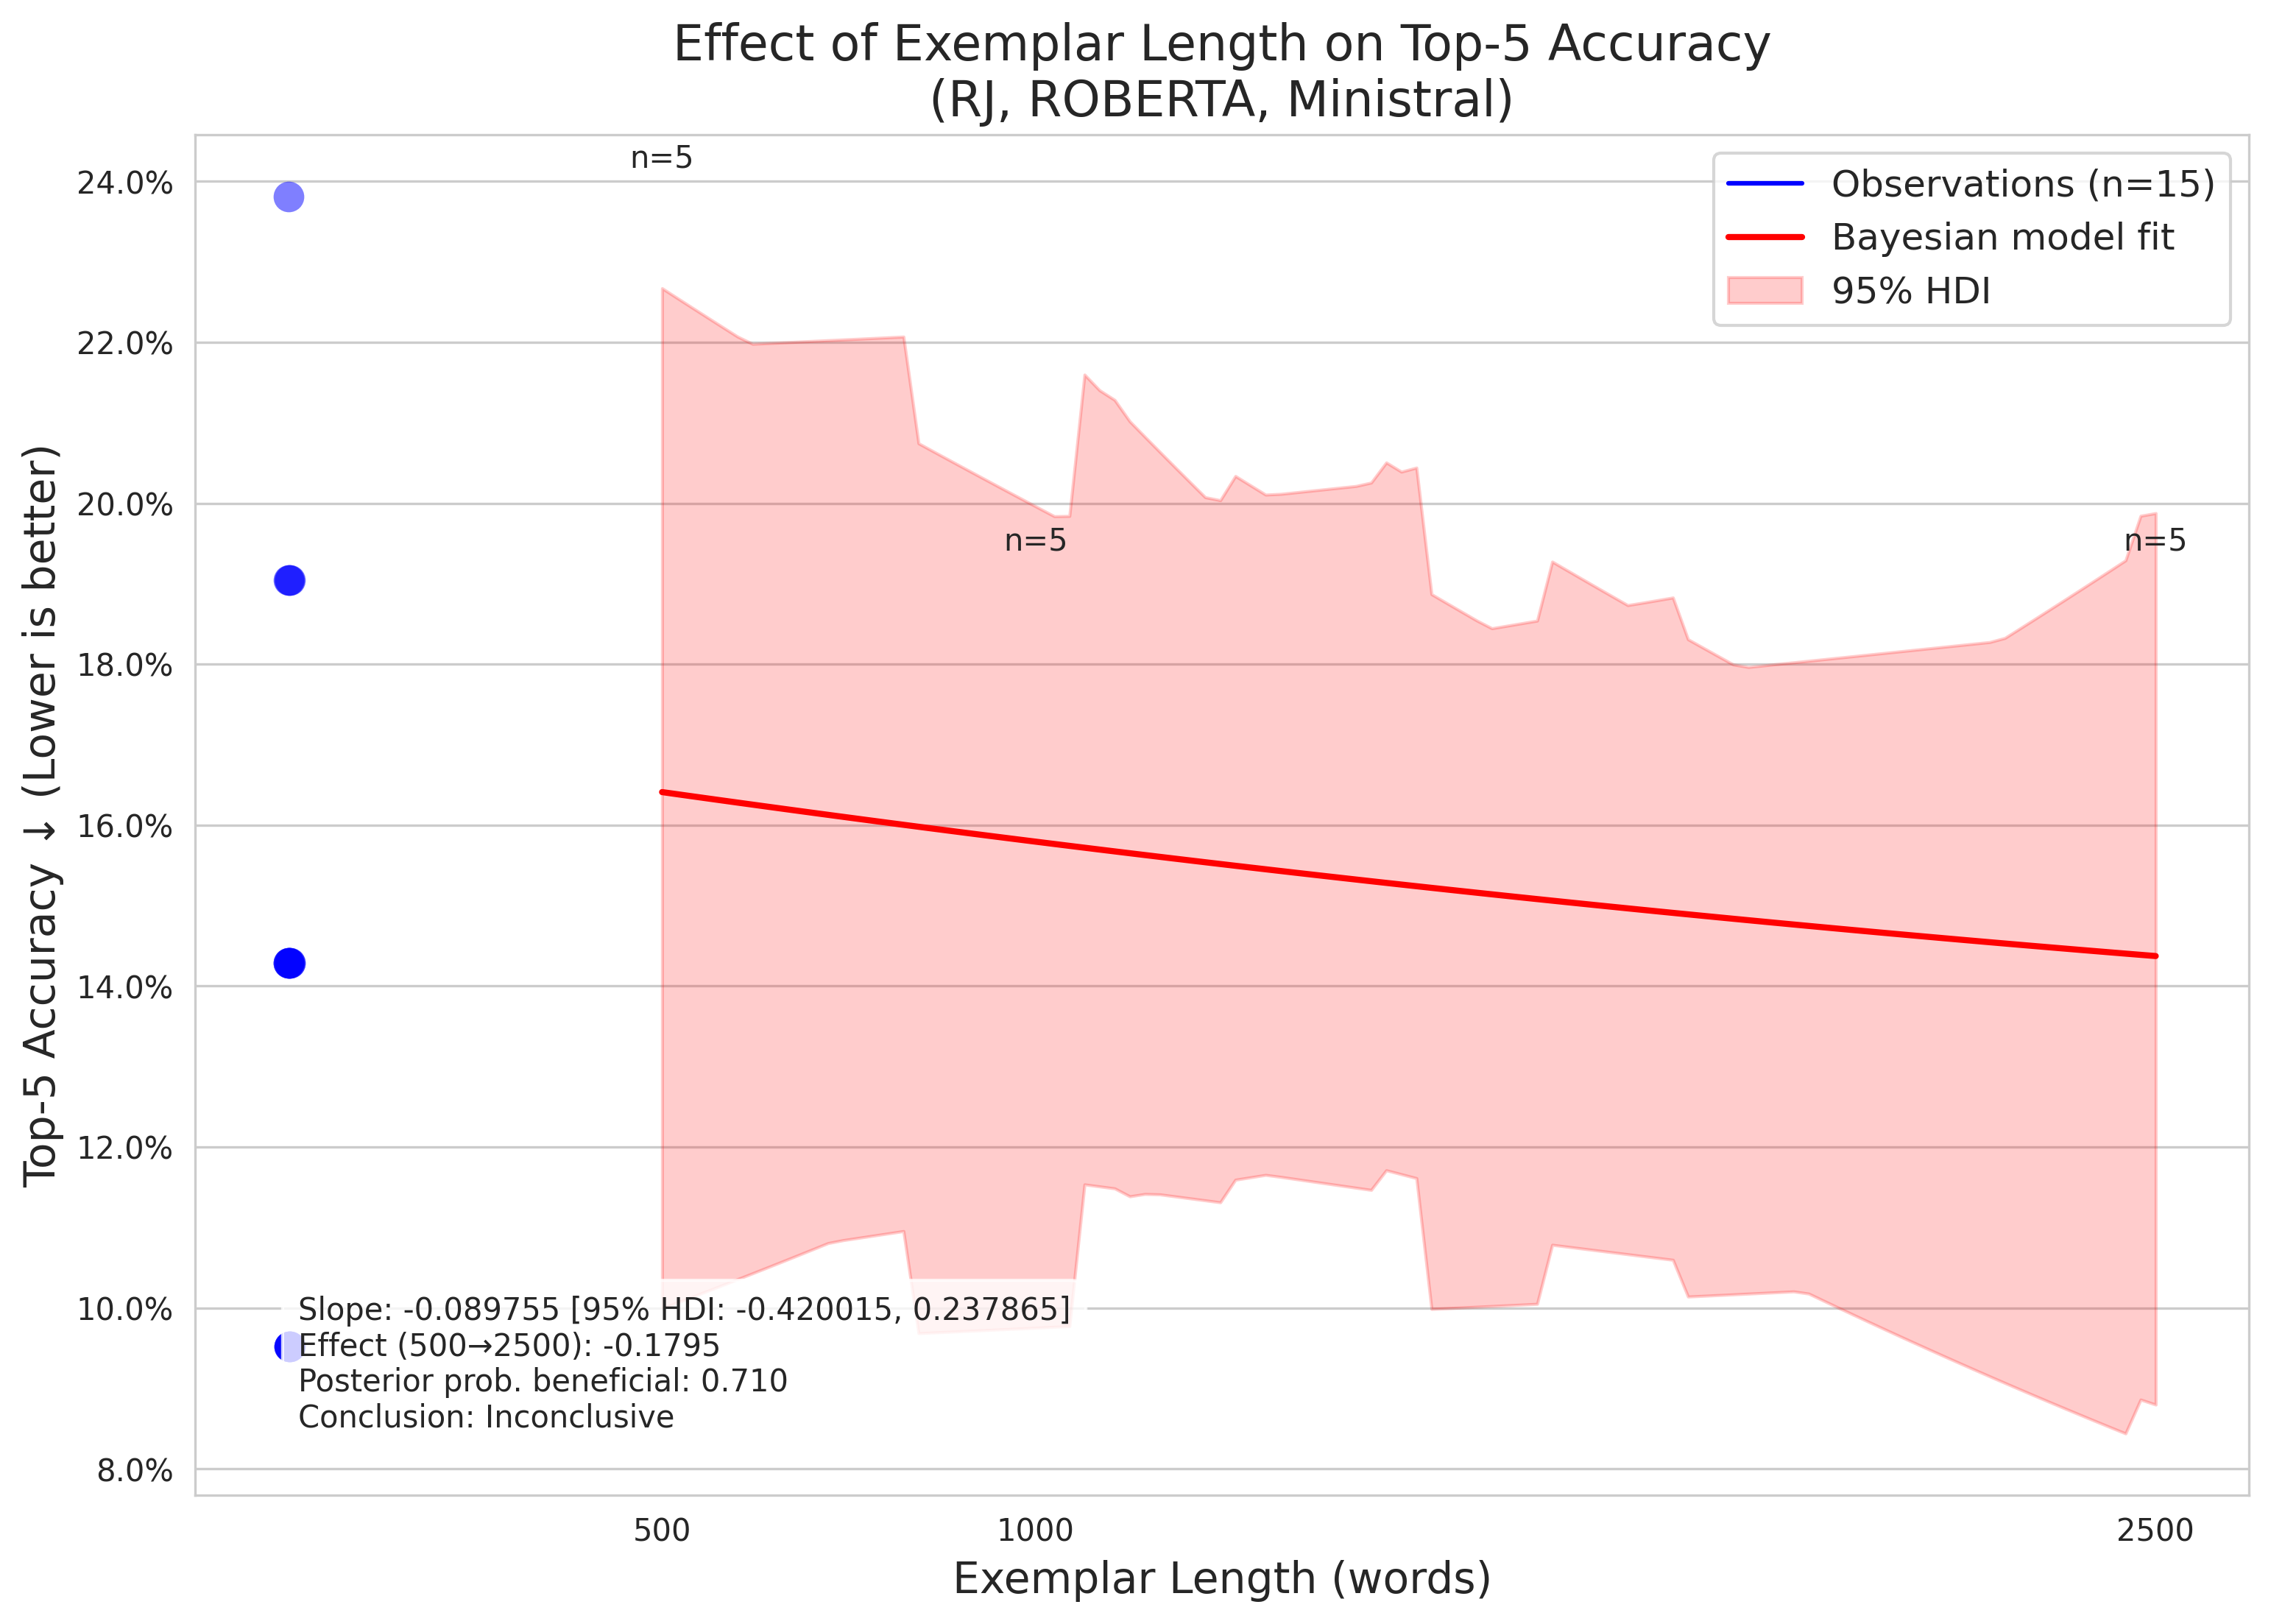 Effect of Exemplar Length on Top-5 Accuracy
(RJ, ROBERTA, Ministral)
Observations (n=15)
Bayesian model fit
95% HDI
n=5
n=5
n=5
Top-5 Accuracy ↓ (Lower is better)
24.0%
22.0%
20.0%
18.0%
16.0%
14.0%
12.0%
10.0%
8.0%
Slope: -0.089755 [95% HDI: -0.420015, 0.237865]
Effect (500→2500): -0.1795
Posterior prob. beneficial: 0.710
Conclusion: Inconclusive
500
1000
2500
Exemplar Length (words)